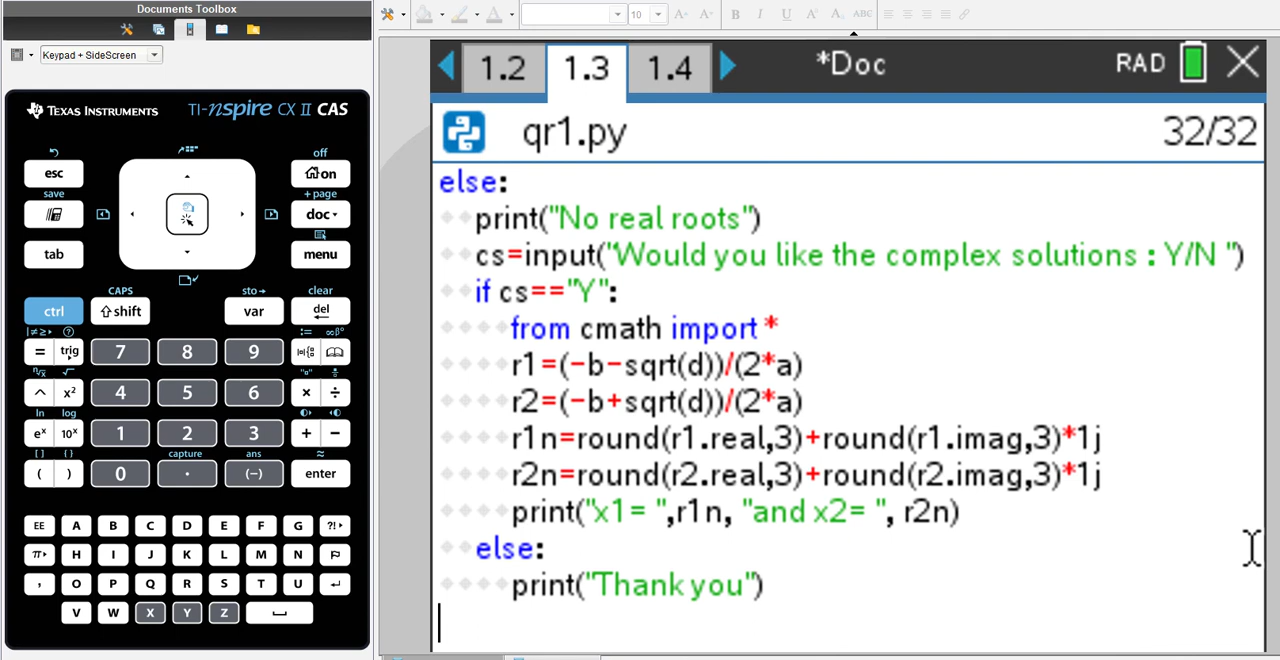 Documents Toolbox
Keypad + SideScreen
10
B I U A A ABC
TEXAS INSTRUMENTS TI-nspire CX II CAS
off
esc on
save + page
doc
tab menu
CAPS sto→ clear
ctrl shift var del
= trig 7 8 9
^ x² 4 5 6 × ÷
ln log
eˣ 10ˣ 1 2 3 + −
[ ] { } capture ans ≈
( ) 0 . (−) enter
EE A B C D E F G ?!▸
π▸ H I J K L M N
, O P Q R S T U
V W X Y Z
1.2 1.3 1.4 *Doc RAD
qr1.py 32/32
else:
print("No real roots")
cs=input("Would you like the complex solutions : Y/N ")
if cs=="Y":
from cmath import *
r1=(-b-sqrt(d))/(2*a)
r2=(-b+sqrt(d))/(2*a)
r1n=round(r1.real,3)+round(r1.imag,3)*1j
r2n=round(r2.real,3)+round(r2.imag,3)*1j
print("x1= ",r1n, "and x2= ", r2n)
else:
print("Thank you")